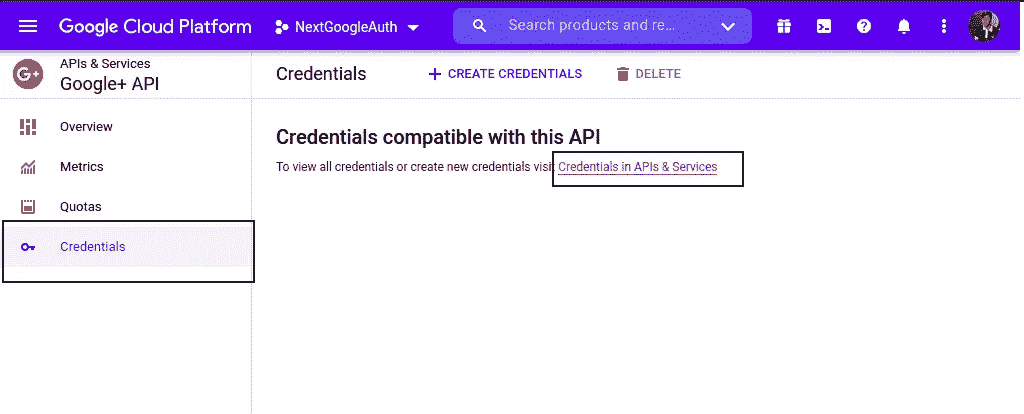 Google Cloud Platform NextGoogleAuth Search products and re...
APIs & Services
Google+ API
Credentials CREATE CREDENTIALS DELETE
Overview
Metrics
Quotas
Credentials
Credentials compatible with this API
To view all credentials or create new credentials visit Credentials in APIs & Services